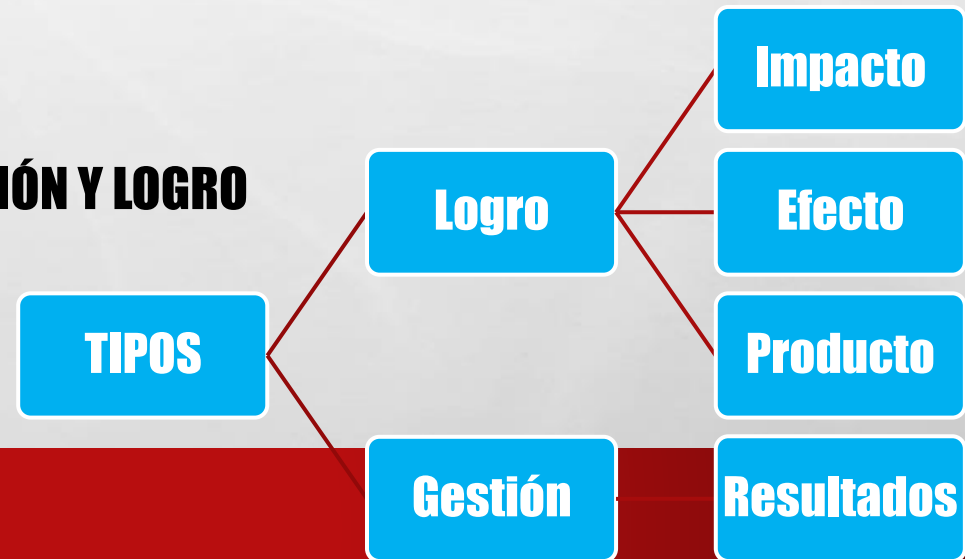 IÓN Y LOGRO
TIPOS
Logro
Impacto
Efecto
Producto
Gestión
Resultados